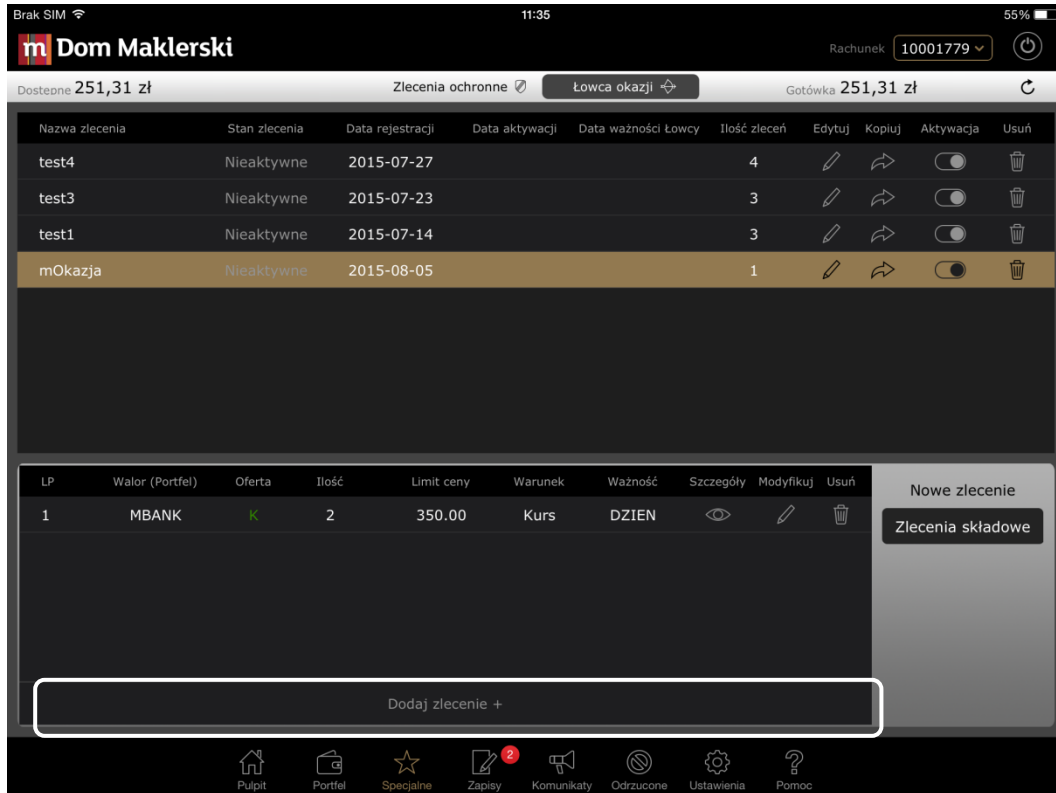 Brak SIM 11:35 55%
m Dom Maklerski Rachunek 10001779
Dostępne 251,31 zł Zlecenia ochronne Łowca okazji Gotówka 251,31 zł
Nazwa zlecenia Stan zlecenia Data rejestracji Data aktywacji Data ważności Łowcy Ilość zleceń Edytuj Kopiuj Aktywacja Usuń
test4 Nieaktywne 2015-07-27 4
test3 Nieaktywne 2015-07-23 3
test1 Nieaktywne 2015-07-14 3
mOkazja Nieaktywne 2015-08-05 1
LP Walor (Portfel) Oferta Ilość Limit ceny Warunek Ważność Szczegóły Modyfikuj Usuń
1 MBANK K 2 350.00 Kurs DZIEN
Nowe zlecenie
Zlecenia składowe
Dodaj zlecenie +
2
Pulpit Portfel Specjalne Zapisy Komunikaty Odrzucone Ustawienia Pomoc